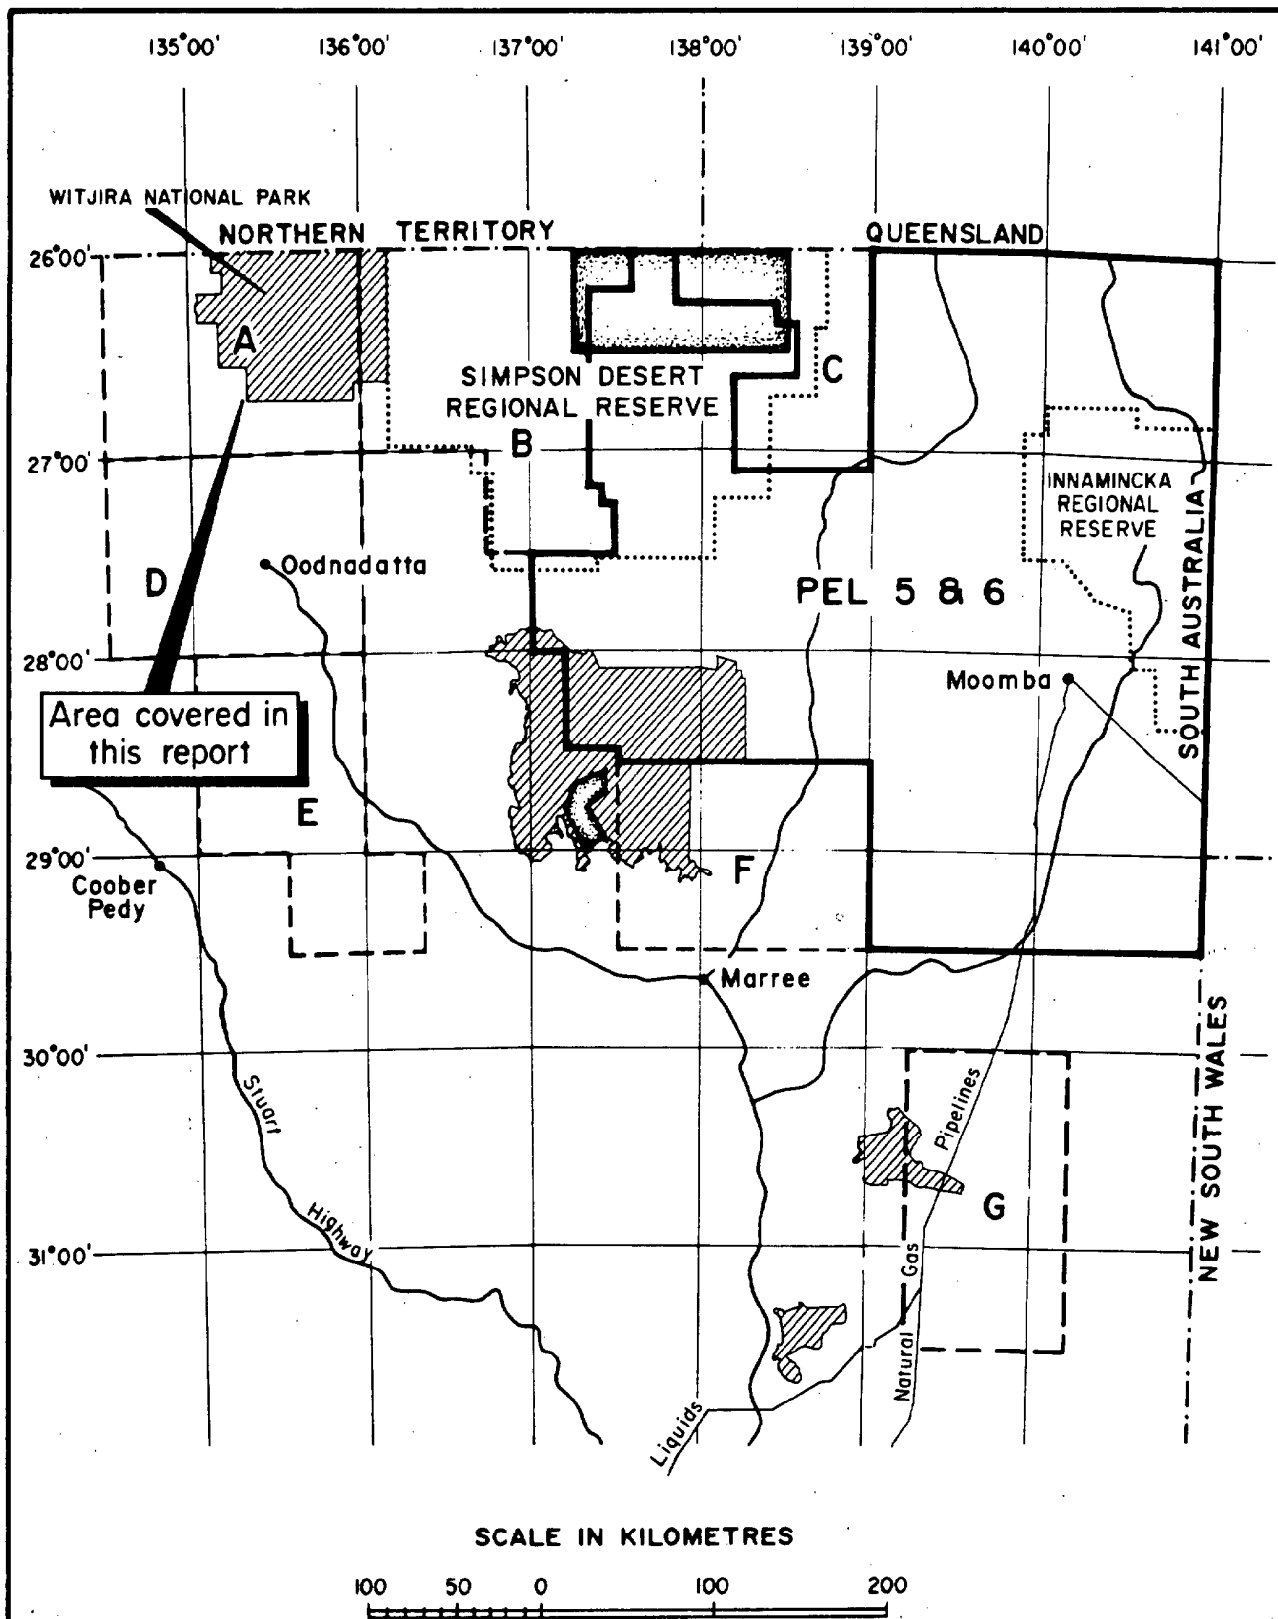 135°00'
136°00'
137°00'
138°00'
139°00'
140°00'
141°00'
WITJIRA NATIONAL PARK
NORTHERN TERRITORY
QUEENSLAND
26°00'
A
C
SIMPSON DESERT
REGIONAL RESERVE
B
27°00'
INNAMINCKA
REGIONAL
RESERVE
Oodnadatta
D
PEL 5 & 6
SOUTH AUSTRALIA
28°00'
Moomba
Area covered in
this report
E
29°00'
F
Coober
Pedy
Marree
30°00'
NEW SOUTH WALES
Stuart
Highway
Pipelines
G
31°00'
Gas
Natural
Liquids
SCALE IN KILOMETRES
100 50 0 100 200